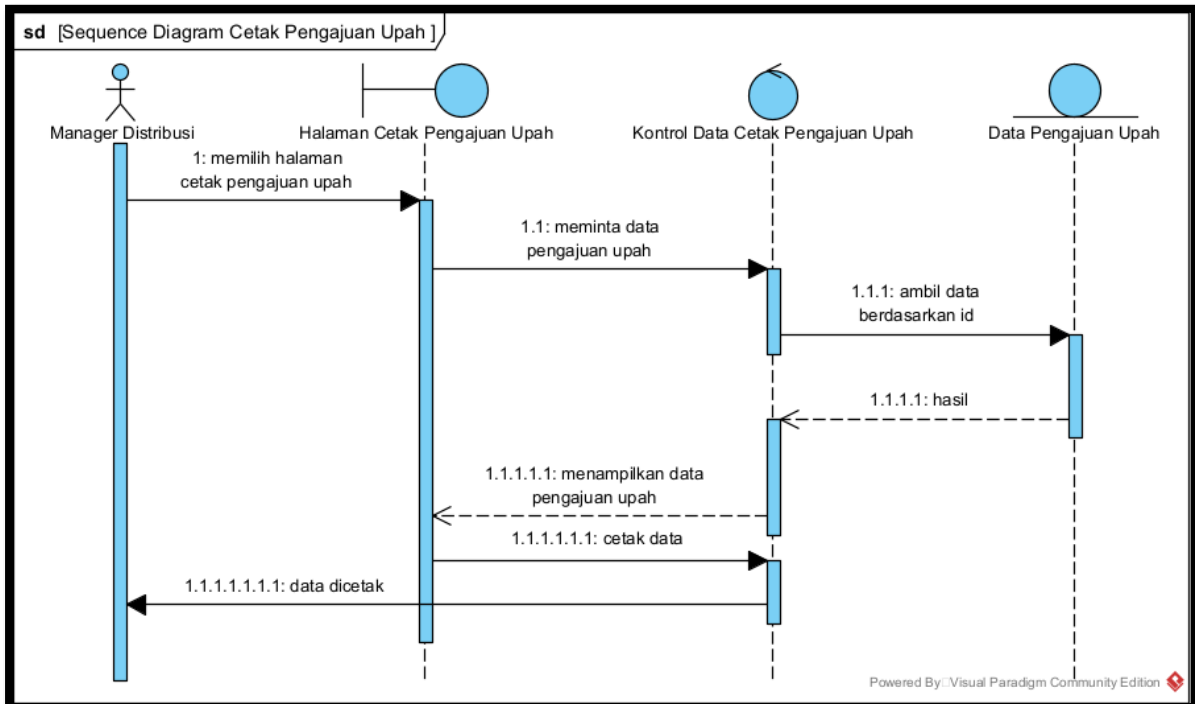 sd [Sequence Diagram Cetak Pengajuan Upah ]
Manager Distribusi
Halaman Cetak Pengajuan Upah
Kontrol Data Cetak Pengajuan Upah
Data Pengajuan Upah
1: memilih halaman
cetak pengajuan upah
1.1: meminta data
pengajuan upah
1.1.1: ambil data
berdasarkan id
1.1.1.1: hasil
1.1.1.1.1: menampilkan data
pengajuan upah
1.1.1.1.1.1: cetak data
1.1.1.1.1.1.1: data dicetak
Powered By Visual Paradigm Community Edition